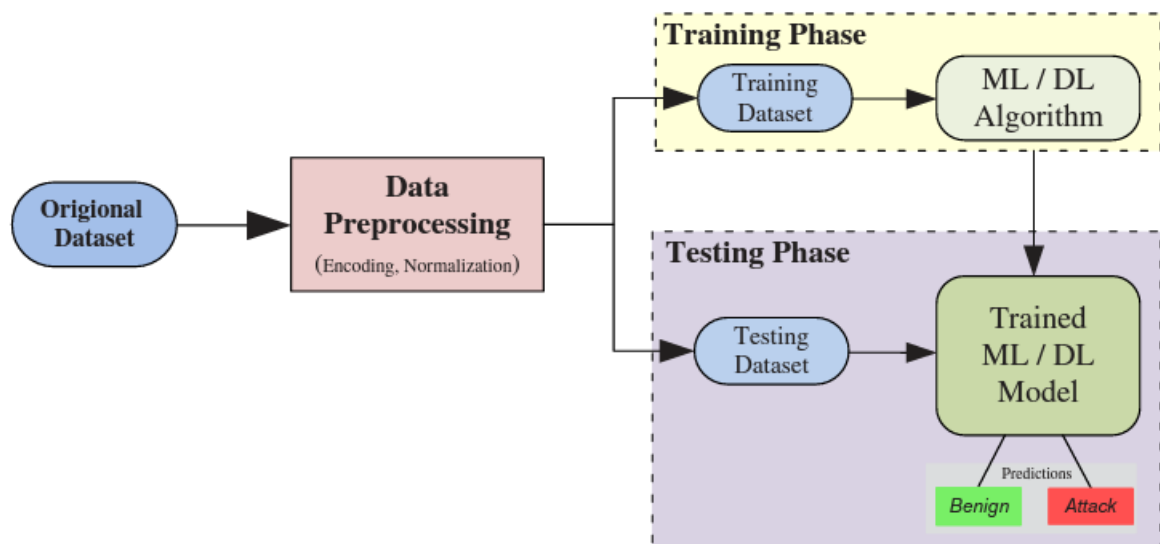 Training Phase
Training
Dataset
ML / DL
Algorithm
Origional
Dataset
Data
Preprocessing
(Encoding, Normalization)
Testing Phase
Testing
Dataset
Trained
ML / DL
Model
Predictions
Benign
Attack